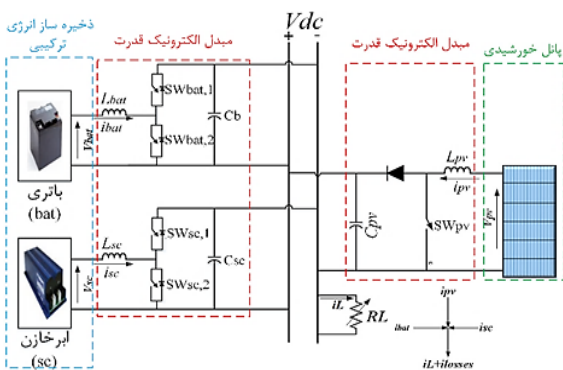 Vdc
+ -
ذخیره ساز انرژی
ترکیبی
مبدل الکترونیک قدرت
مبدل الکترونیک قدرت
پانل خورشیدی
Lbat
ibat
Vbat
SWbat,1
SWbat,2
Cb
باتری
(bat)
Lsc
isc
Vsc
SWsc,1
SWsc,2
Csc
ابرخازن
(sc)
Lpv
ipv
Vpv
SWpv
Cpv
iL
RL
ipv
ibat
isc
iL+ilosses